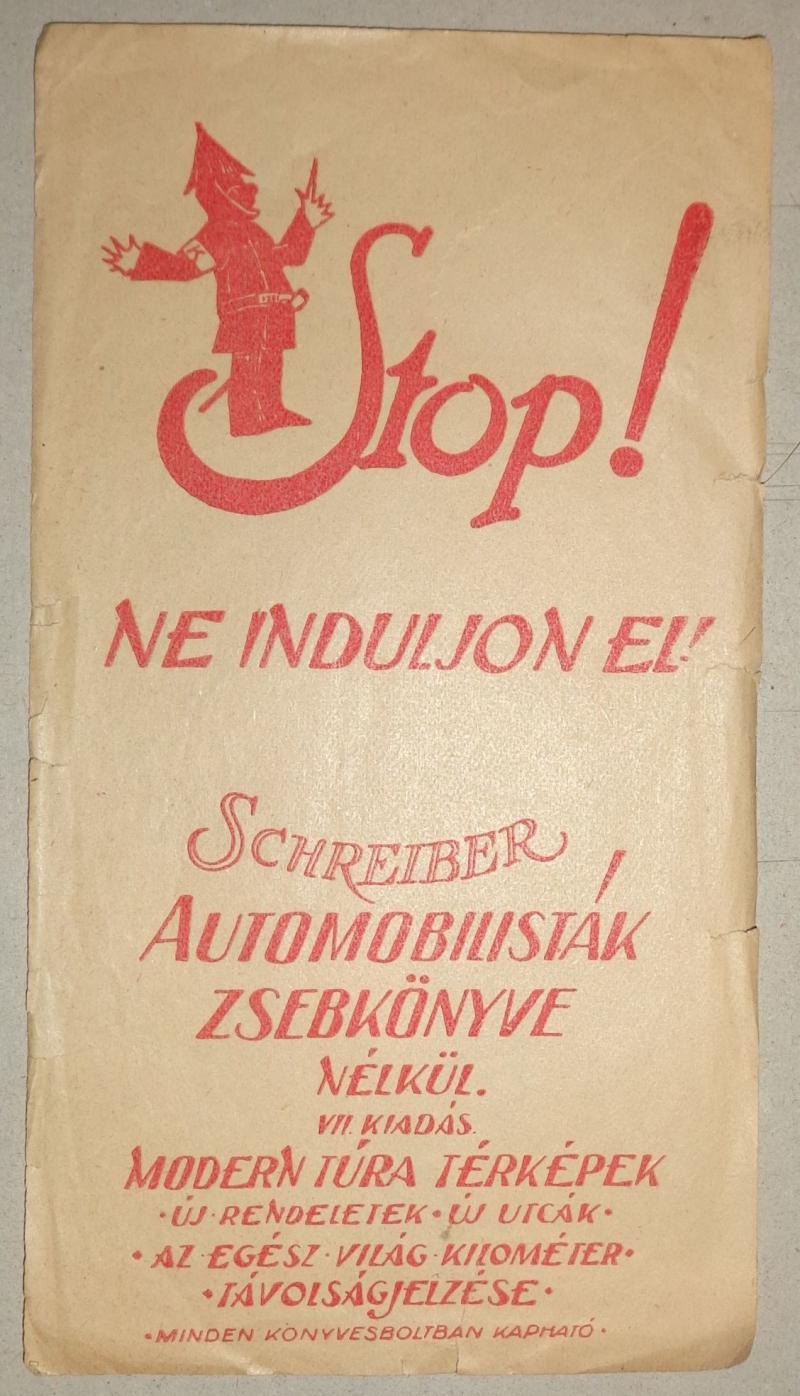 K
Stop!
NE INDULJON EL!
SCHREIBER
AUTOMOBILISTÁK
ZSEBKÖNYVE
NÉLKÜL.
VII. KIADÁS.
MODERN TÚRA TÉRKÉPEK
·ÚJ·RENDELETEK·ÚJ UTCÁK·
·AZ·EGÉSZ·VILÁG·KILOMÉTER·
·TÁVOLSÁGJELZÉSE·
·MINDEN KÖNYVESBOLTBAN KAPHATÓ·